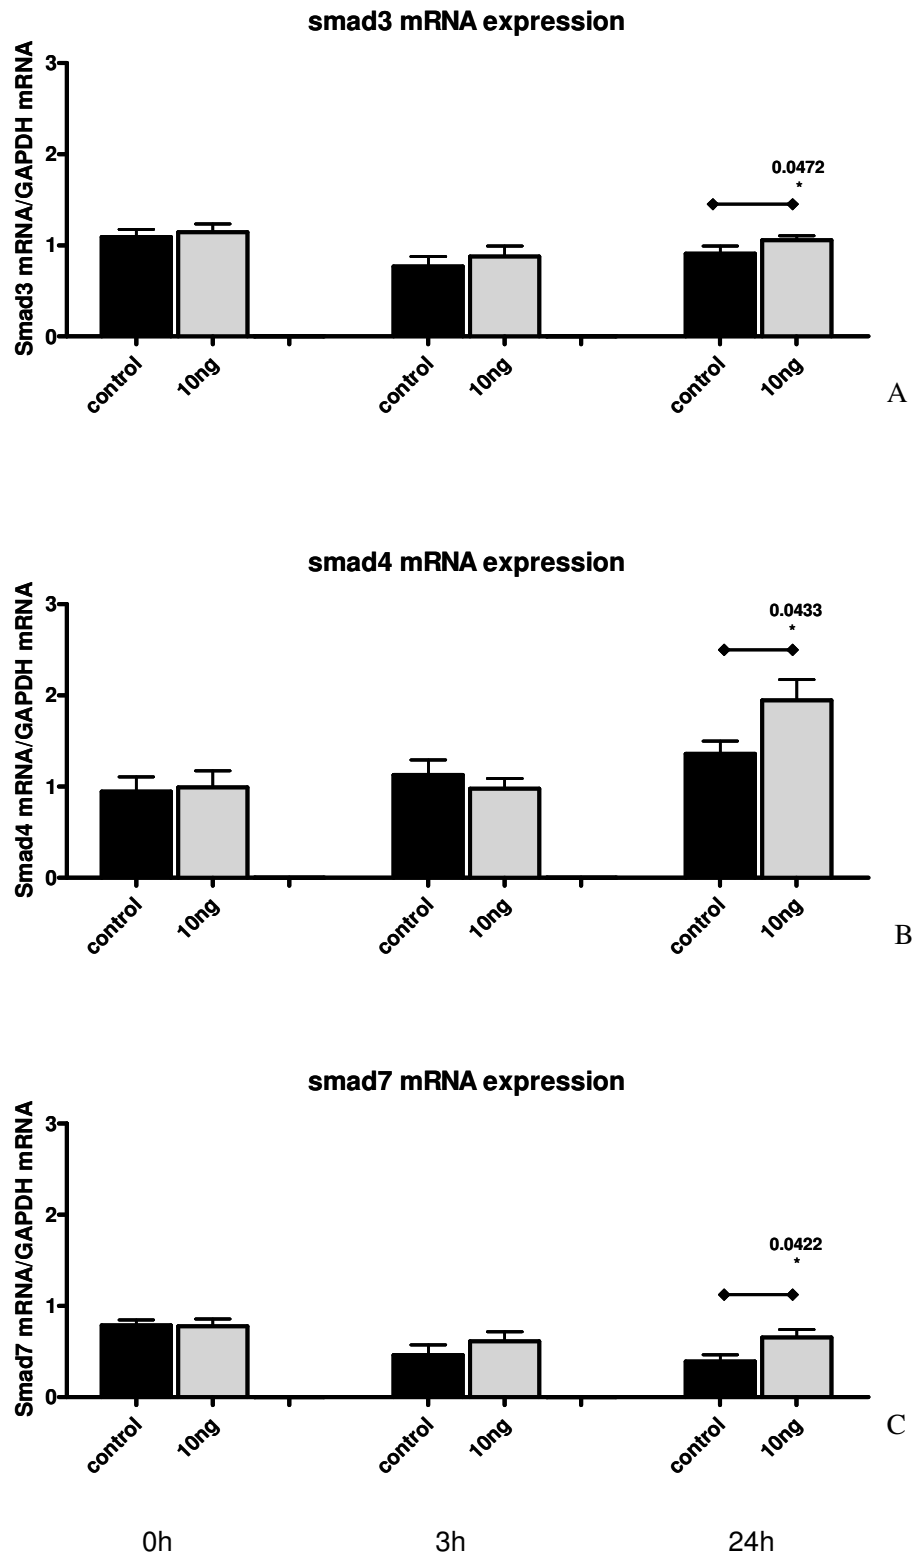 smad3 mRNA expression
Smad3 mRNA/GAPDH mRNA
3
2
1
0
0.0472
*
control
10ng
control
10ng
control
10ng
A
smad4 mRNA expression
Smad4 mRNA/GAPDH mRNA
3
2
1
0
0.0433
*
control
10ng
control
10ng
control
10ng
B
smad7 mRNA expression
Smad7 mRNA/GAPDH mRNA
3
2
1
0
0.0422
*
control
10ng
control
10ng
control
10ng
C
0h 3h 24h